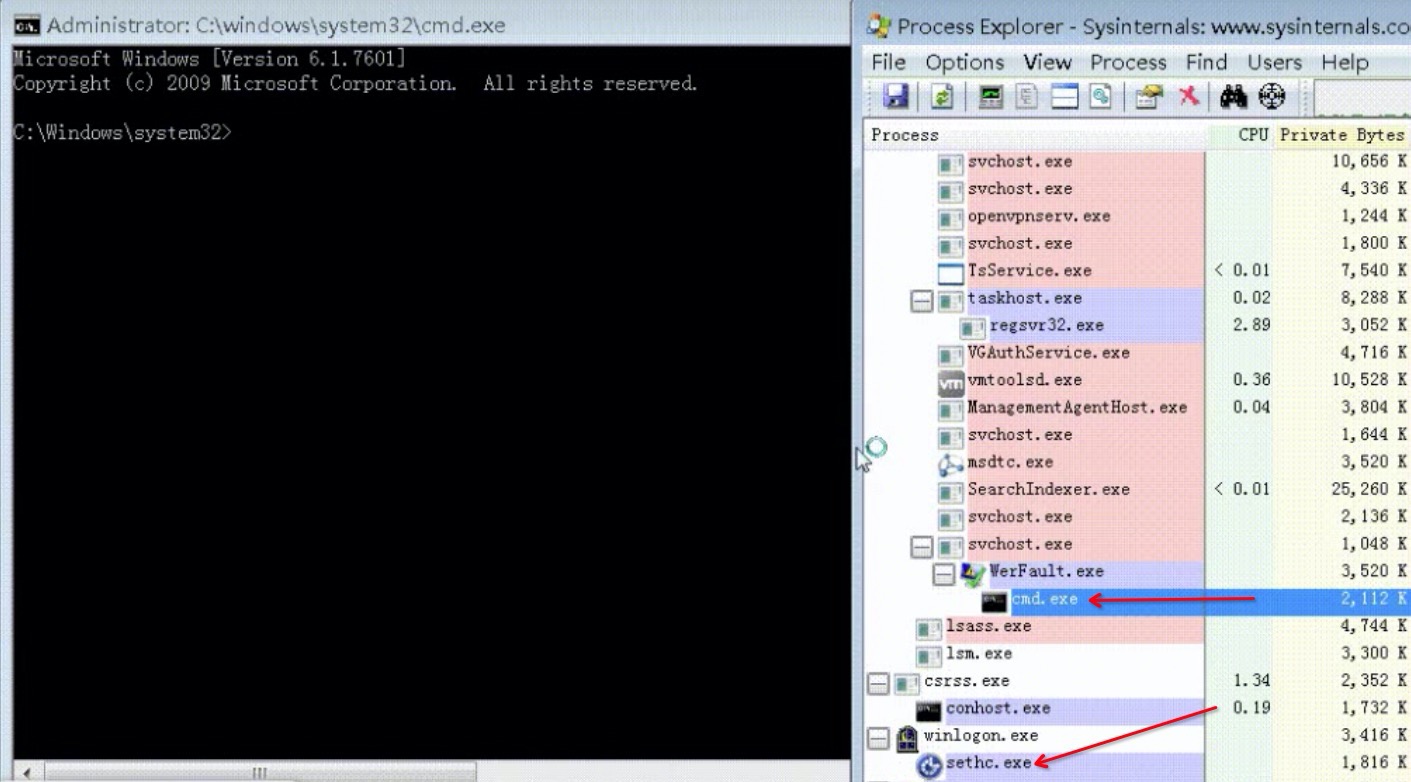 Administrator: C:\windows\system32\cmd.exe
Microsoft Windows [Version 6.1.7601]
Copyright (c) 2009 Microsoft Corporation.  All rights reserved.
C:\Windows\system32>
Process Explorer - Sysinternals: www.sysinternals.co
File Options View Process Find Users Help
Process CPU Private Bytes
svchost.exe 10,656 K
svchost.exe 4,336 K
openvpnserv.exe 1,244 K
svchost.exe 1,800 K
TsService.exe < 0.01 7,540 K
taskhost.exe 0.02 8,288 K
regsvr32.exe 2.89 3,052 K
VGAuthService.exe 4,716 K
vm vmtoolsd.exe 0.36 10,528 K
ManagementAgentHost.exe 0.04 3,804 K
svchost.exe 1,644 K
msdtc.exe 3,520 K
SearchIndexer.exe < 0.01 25,260 K
svchost.exe 2,136 K
svchost.exe 1,048 K
WerFault.exe 3,520 K
cmd.exe 2,112 K
lsass.exe 4,744 K
lsm.exe 3,300 K
csrss.exe 1.34 2,352 K
conhost.exe 0.19 1,732 K
winlogon.exe 3,416 K
sethc.exe 1,816 K